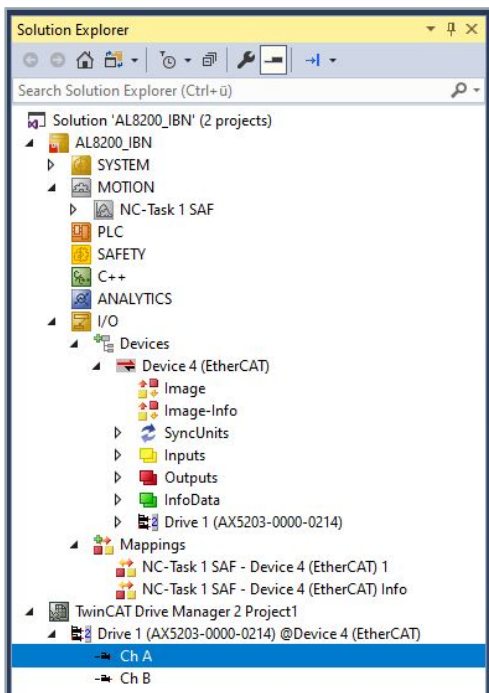 Solution Explorer
Search Solution Explorer (Ctrl+ü)
Solution 'AL8200_IBN' (2 projects)
AL8200_IBN
SYSTEM
MOTION
NC-Task 1 SAF
PLC
SAFETY
C++
ANALYTICS
I/O
Devices
Device 4 (EtherCAT)
Image
Image-Info
SyncUnits
Inputs
Outputs
InfoData
Drive 1 (AX5203-0000-0214)
Mappings
NC-Task 1 SAF - Device 4 (EtherCAT) 1
NC-Task 1 SAF - Device 4 (EtherCAT) Info
TwinCAT Drive Manager 2 Project1
Drive 1 (AX5203-0000-0214) @Device 4 (EtherCAT)
Ch A
Ch B